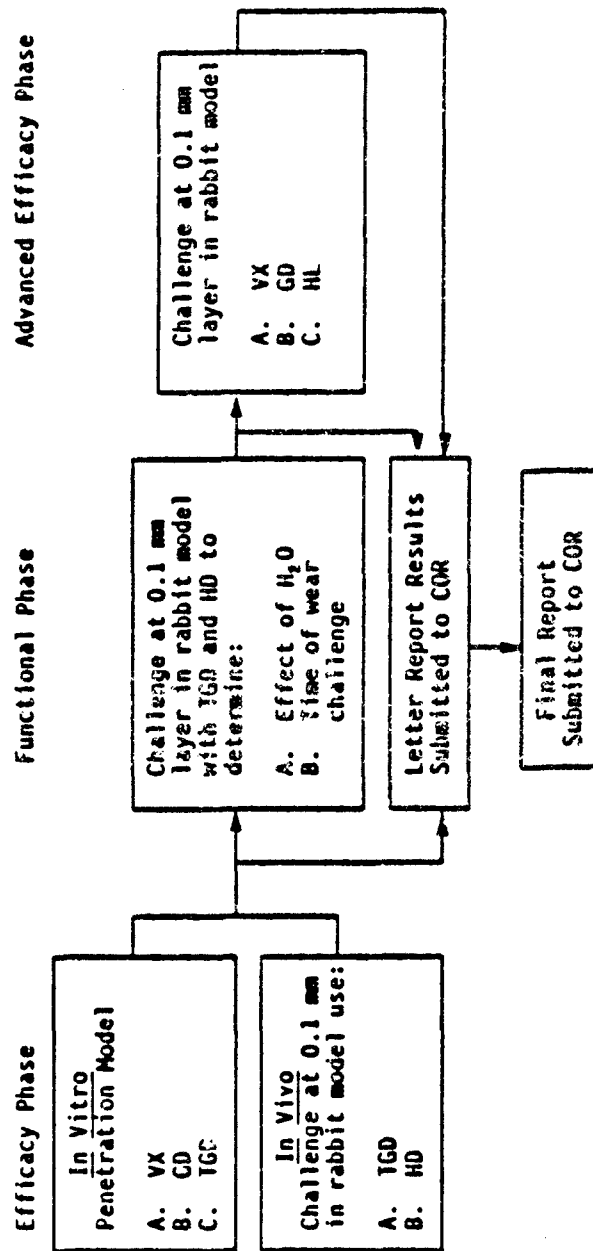 Efficacy Phase
Functional Phase
Advanced Efficacy Phase
In Vitro
Penetration Model
A. VX
B. GD
C. TGD
In Vivo
Challenge at 0.1 mm
in rabbit model use:
A. TGD
B. HD
Challenge at 0.1 mm
layer in rabbit model
with TGD and HD to
determine:
A. Effect of H₂O
B. Time of wear
challenge
Challenge at 0.1 mm
layer in rabbit model
A. VX
B. GD
C. HL
Letter Report Results
Submitted to COR
Final Report
Submitted to COR